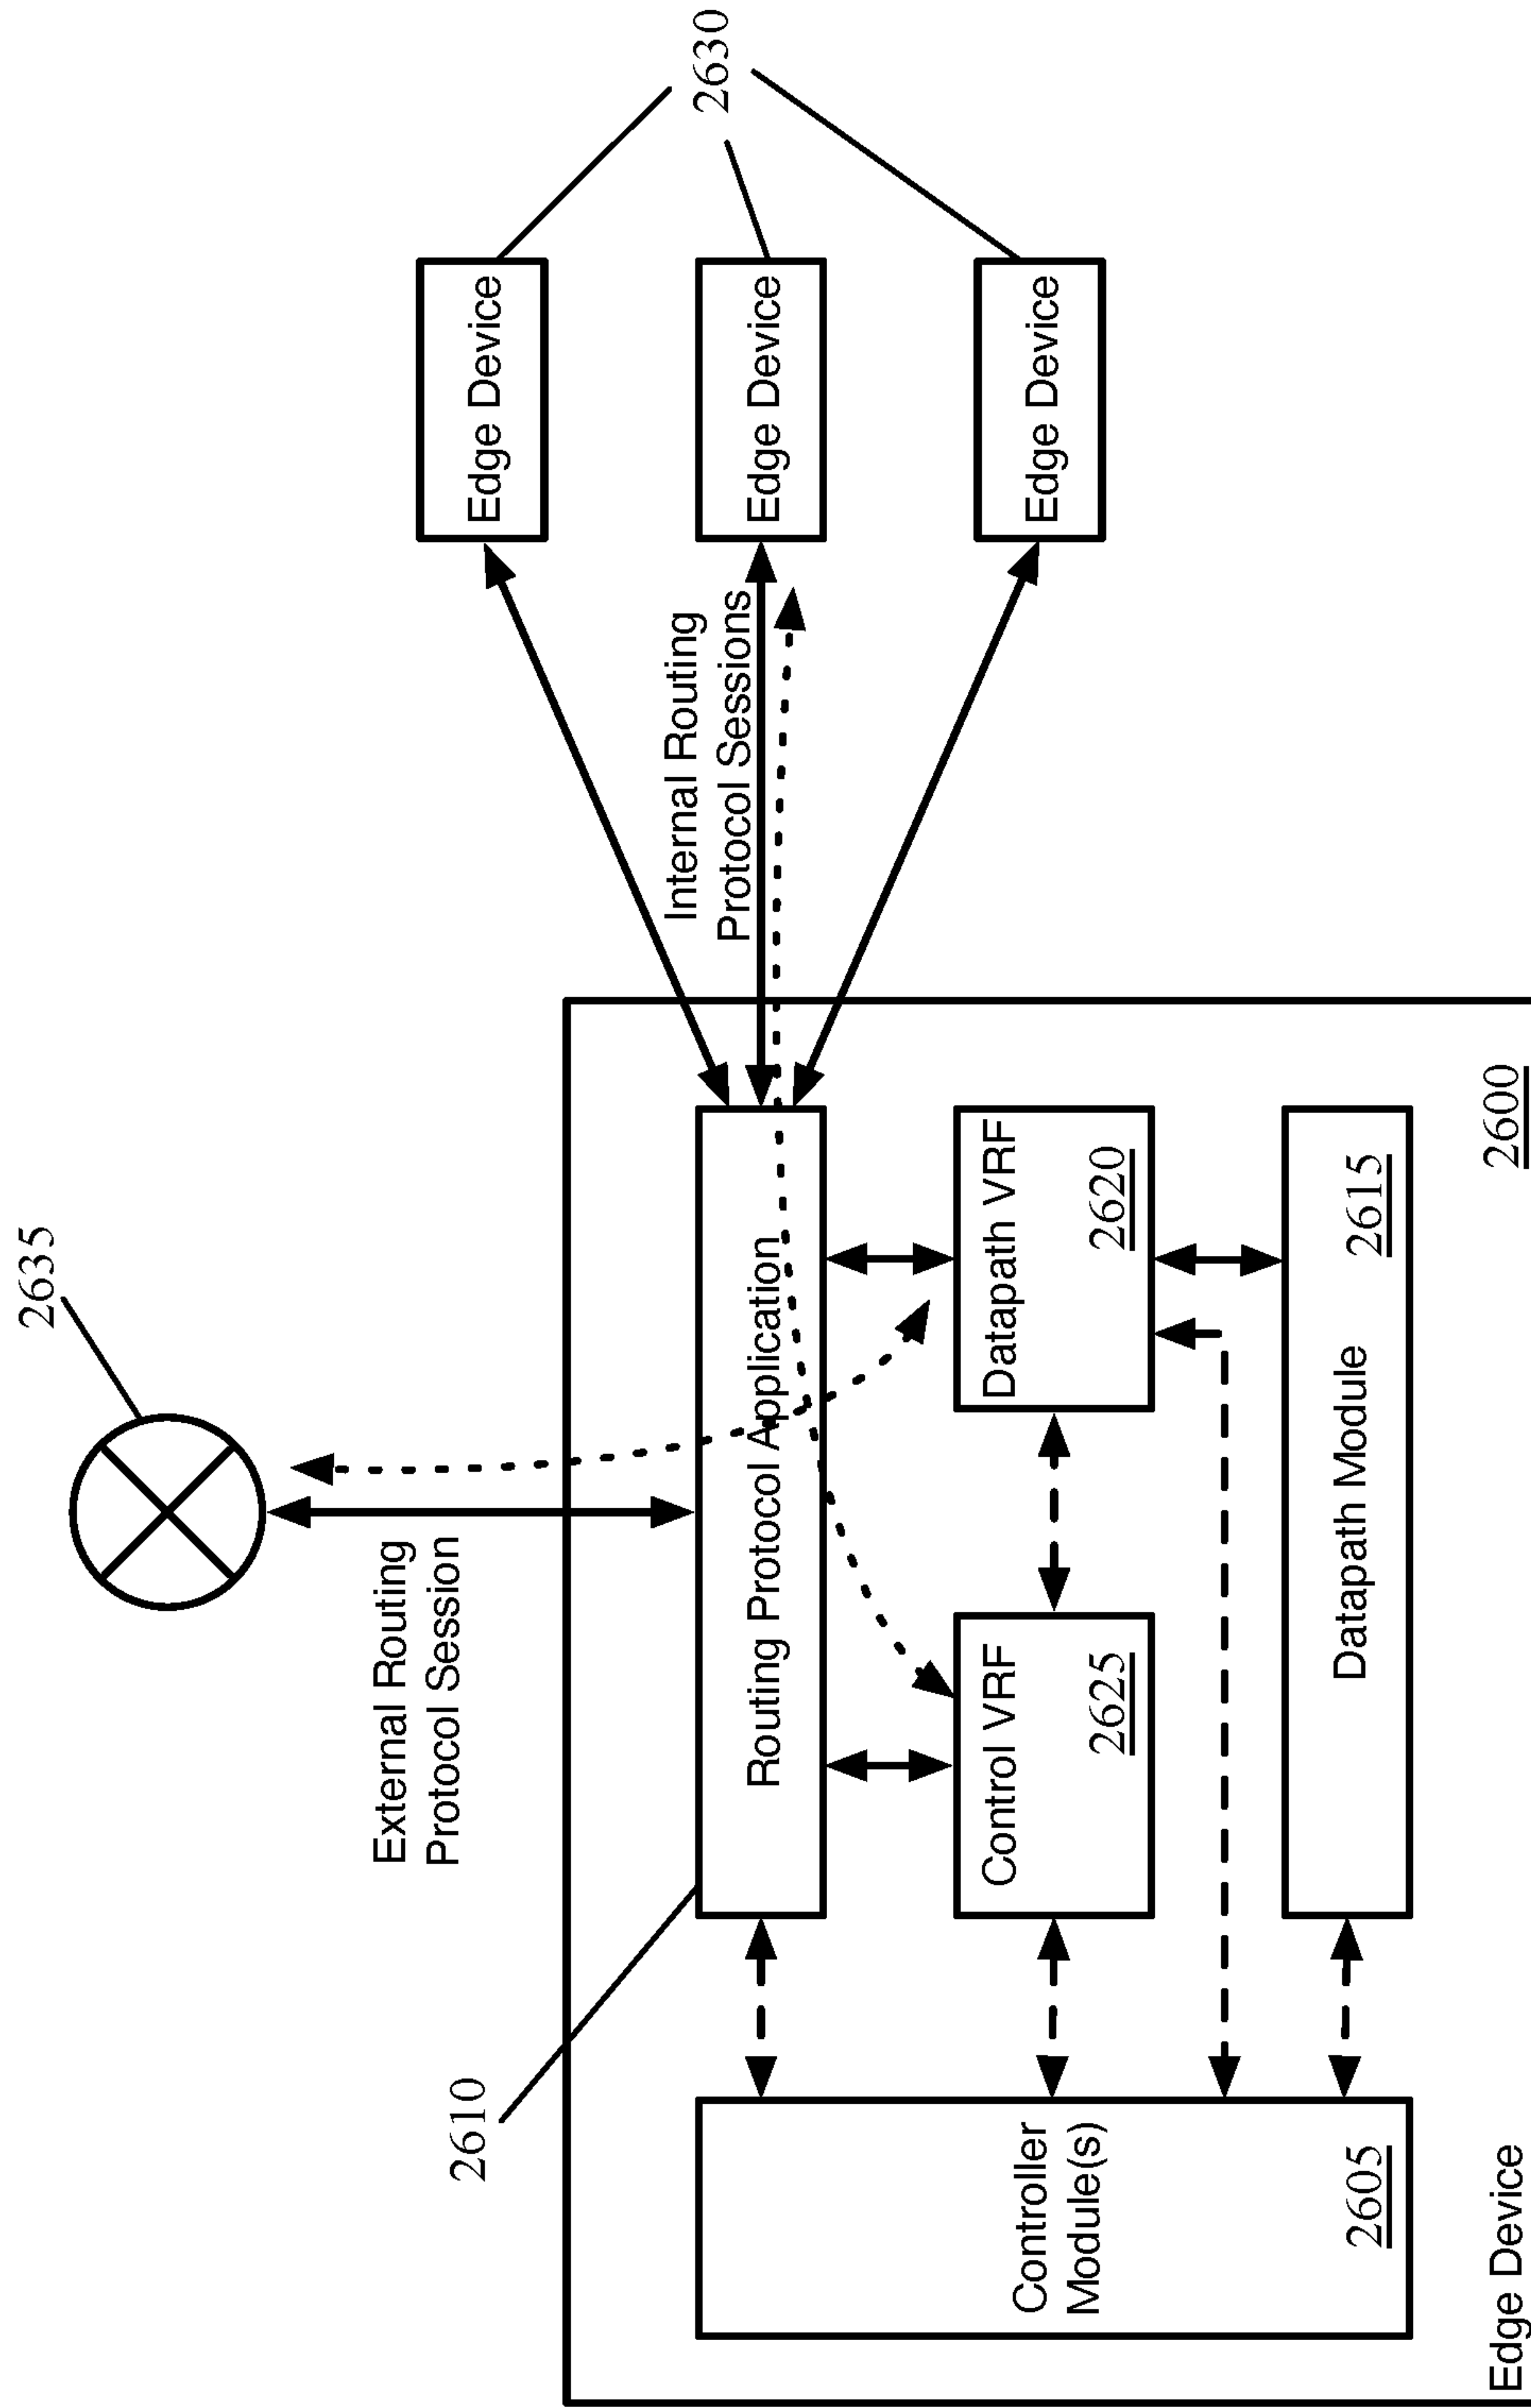 2635
External Routing
Protocol Session
2610
2630
Edge Device
Edge Device
Edge Device
Internal Routing
Protocol Sessions
Routing Protocol Application
Controller
Module(s)
2605
Control VRF
2625
Datapath VRF
2620
Datapath Module
2615
Edge Device
2600